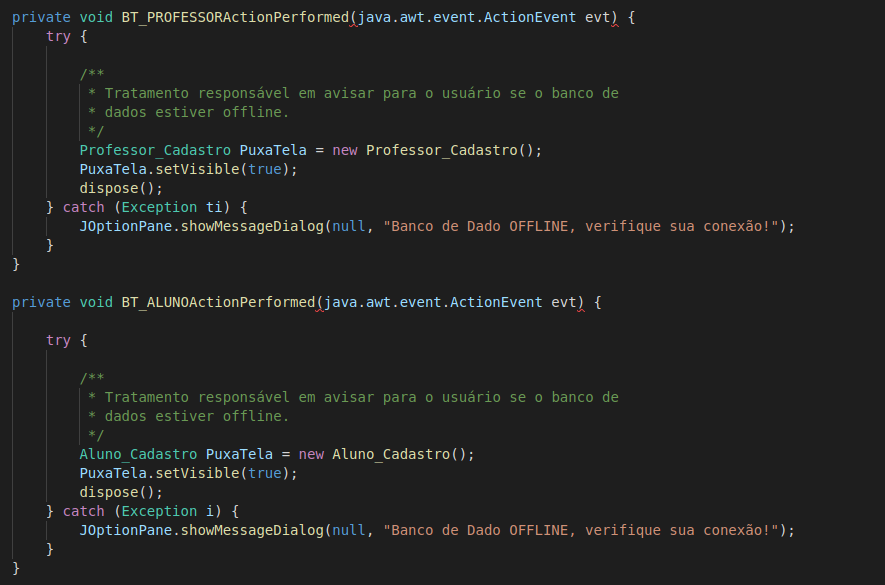 private void BT_PROFESSORActionPerformed(java.awt.event.ActionEvent evt) {
    try {

        /**
         * Tratamento responsável em avisar para o usuário se o banco de
         * dados estiver offline.
         */
        Professor_Cadastro PuxaTela = new Professor_Cadastro();
        PuxaTela.setVisible(true);
        dispose();
    } catch (Exception ti) {
        JOptionPane.showMessageDialog(null, "Banco de Dado OFFLINE, verifique sua conexão!");
    }
}

private void BT_ALUNOActionPerformed(java.awt.event.ActionEvent evt) {

    try {

        /**
         * Tratamento responsável em avisar para o usuário se o banco de
         * dados estiver offline.
         */
        Aluno_Cadastro PuxaTela = new Aluno_Cadastro();
        PuxaTela.setVisible(true);
        dispose();
    } catch (Exception i) {
        JOptionPane.showMessageDialog(null, "Banco de Dado OFFLINE, verifique sua conexão!");
    }
}